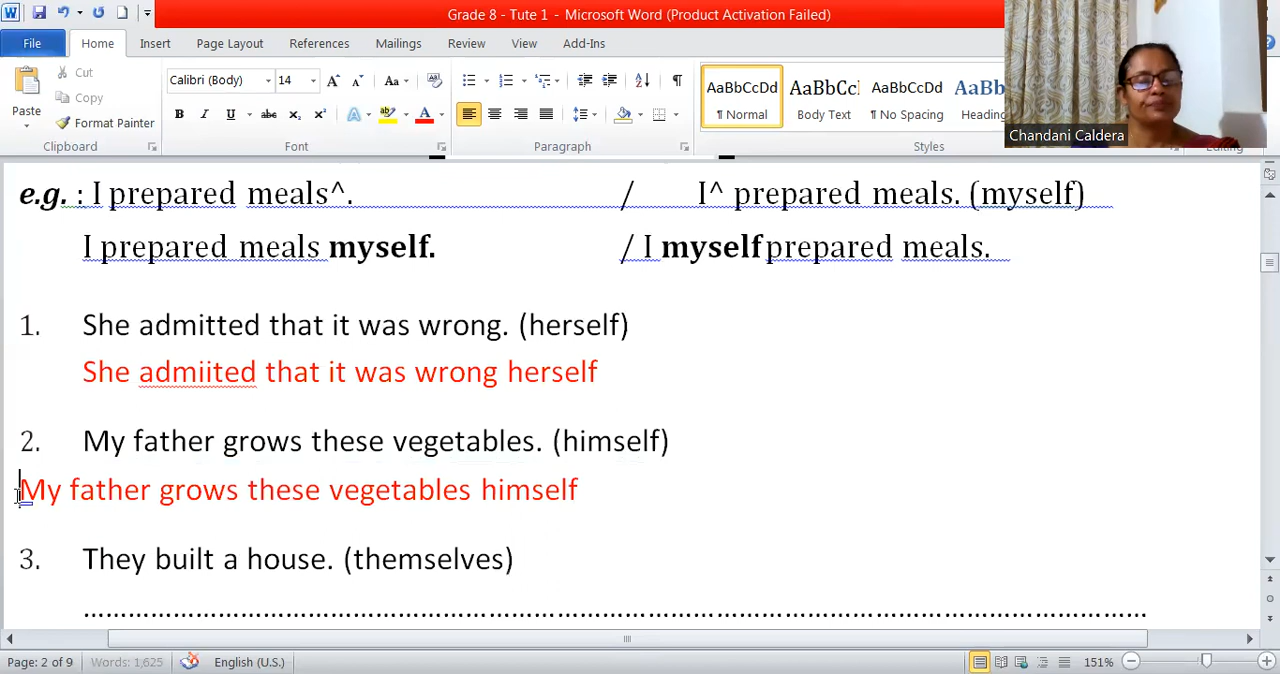 Grade 8 - Tute 1 - Microsoft Word (Product Activation Failed)
File Home Insert Page Layout References Mailings Review View Add-Ins
Cut
Copy
Paste
Format Painter
Calibri (Body) 14
AaBbCcDd AaBbCcl AaBbCcDd AaBb
¶ Normal Body Text ¶ No Spacing Heading
Clipboard Font Paragraph Styles Editing
Chandani Caldera
e.g. : I prepared meals^. / I^ prepared meals. (myself)
I prepared meals myself. / I myself prepared meals.
1. She admitted that it was wrong. (herself)
She admiited that it was wrong herself
2. My father grows these vegetables. (himself)
My father grows these vegetables himself
3. They built a house. (themselves)
Page: 2 of 9 Words: 1,625 English (U.S.) 151%